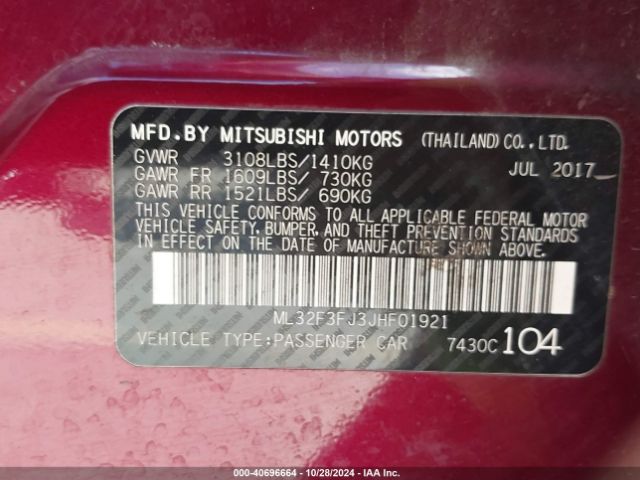 MFD.BY MITSUBISHI MOTORS (THAILAND)CO.,LTD.
GVWR 3108LBS/1410KG JUL 2017
GAWR FR 1609LBS/ 730KG
GAWR RR 1521LBS/ 690KG
THIS VEHICLE CONFORMS TO ALL APPLICABLE FEDERAL MOTOR
VEHICLE SAFETY, BUMPER, AND THEFT PREVENTION STANDARDS
IN EFFECT ON THE DATE OF MANUFACTURE SHOWN ABOVE.
ML32F3FJ3JHF01921
VEHICLE TYPE:PASSENGER CAR 7430C 104
000-40696664 | 10/28/2024 - IAA Inc.